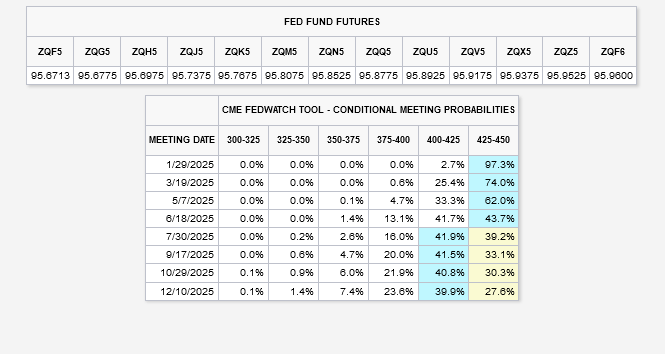 FED FUND FUTURES
ZQF5 ZQG5 ZQH5 ZQJ5 ZQK5 ZQM5 ZQN5 ZQQ5 ZQU5 ZQV5 ZQX5 ZQZ5 ZQF6
95.6713 95.6775 95.6975 95.7375 95.7675 95.8075 95.8525 95.8775 95.8925 95.9175 95.9375 95.9525 95.9600
CME FEDWATCH TOOL - CONDITIONAL MEETING PROBABILITIES
MEETING DATE 300-325 325-350 350-375 375-400 400-425 425-450
1/29/2025 0.0% 0.0% 0.0% 0.0% 2.7% 97.3%
3/19/2025 0.0% 0.0% 0.0% 0.6% 25.4% 74.0%
5/7/2025 0.0% 0.0% 0.1% 4.7% 33.3% 62.0%
6/18/2025 0.0% 0.0% 1.4% 13.1% 41.7% 43.7%
7/30/2025 0.0% 0.2% 2.6% 16.0% 41.9% 39.2%
9/17/2025 0.0% 0.6% 4.7% 20.0% 41.5% 33.1%
10/29/2025 0.1% 0.9% 6.0% 21.9% 40.8% 30.3%
12/10/2025 0.1% 1.4% 7.4% 23.6% 39.9% 27.6%